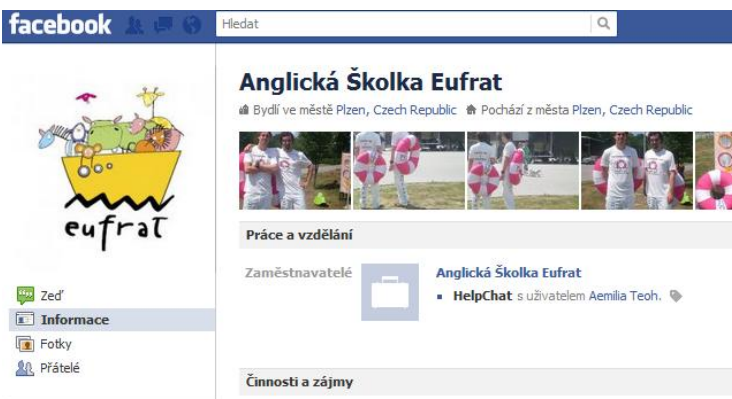 facebook
Hledat
eufrat
Anglická Školka Eufrat
Bydlí ve městě Plzen, Czech Republic Pochází z města Plzen, Czech Republic
Práce a vzdělání
Zaměstnavatelé
Anglická Školka Eufrat
HelpChat s uživatelem Aemilia Teoh.
Zeď
Informace
Fotky
Přátelé
Činnosti a zájmy